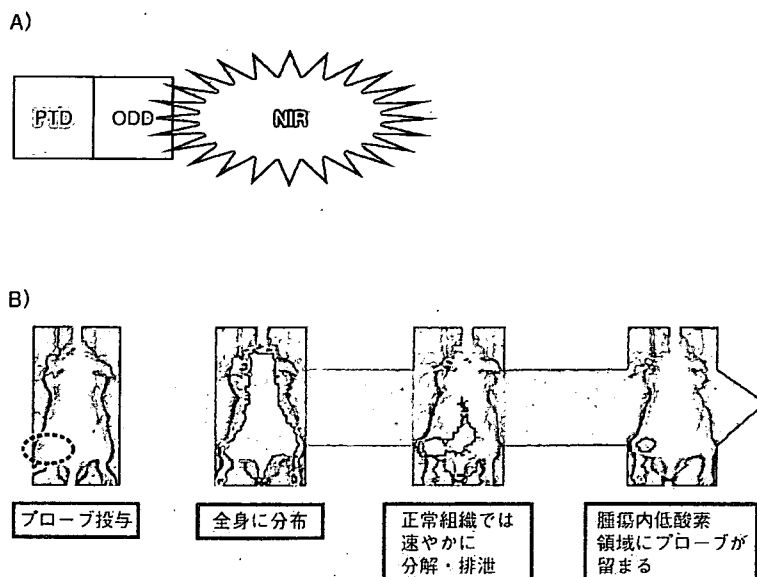 A)
PTD ODD NIR
B)
プローブ投与
全身に分布
正常組織では
速やかに
分解・排泄
腫瘍内低酸素
領域にプローブが
留まる